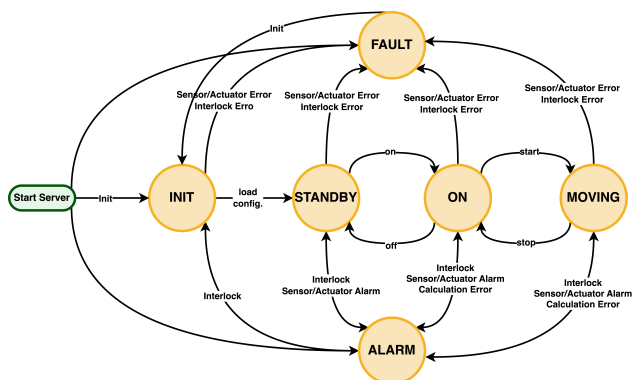 Init
FAULT
Sensor/Actuator Error
Interlock Erro
Sensor/Actuator Error
Interlock Error
Sensor/Actuator Error
Interlock Error
Sensor/Actuator Error
Interlock Error
on
start
Start Server
Init
INIT
load
config.
STANDBY
ON
MOVING
off
stop
Interlock
Interlock
Sensor/Actuator Alarm
Interlock
Sensor/Actuator Alarm
Calculation Error
Interlock
Sensor/Actuator Alarm
Calculation Error
ALARM